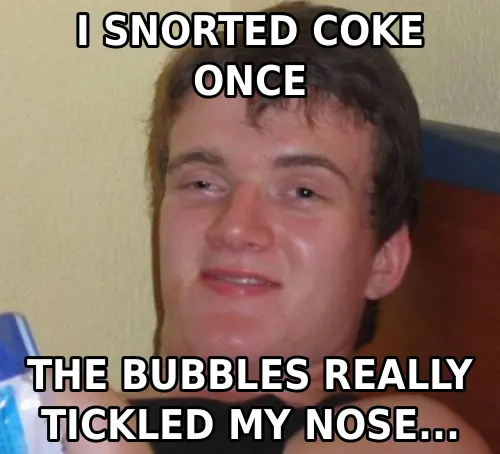 I SNORTED COKE
ONCE
THE BUBBLES REALLY
TICKLED MY NOSE...